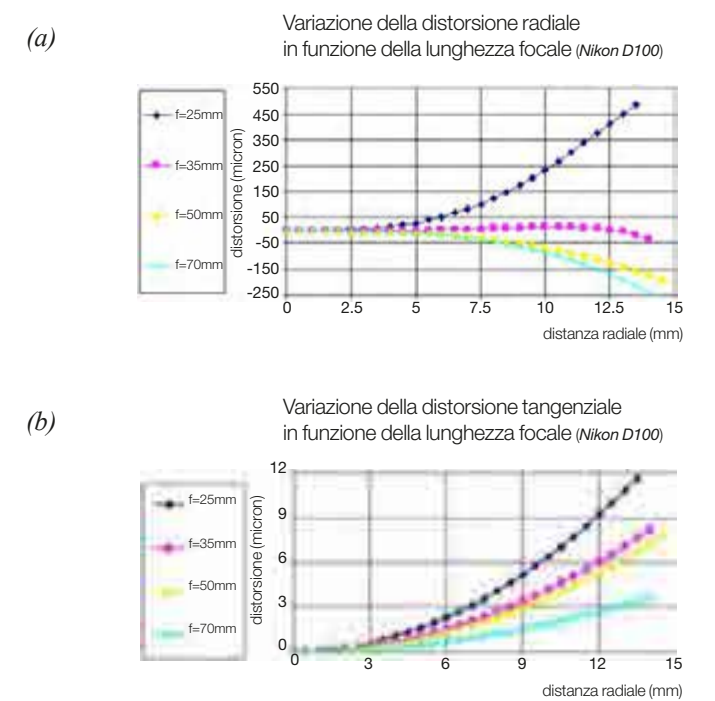 (a)
Variazione della distorsione radiale
in funzione della lunghezza focale (Nikon D100)
f=25mm
f=35mm
f=50mm
f=70mm
distorsione (micron)
550
450
350
250
150
50
-50
-150
-250
0 2.5 5 7.5 10 12.5 15
distanza radiale (mm)
(b)
Variazione della distorsione tangenziale
in funzione della lunghezza focale (Nikon D100)
f=25mm
f=35mm
f=50mm
f=70mm
distorsione (micron)
12
9
6
3
0
0 3 6 9 12 15
distanza radiale (mm)